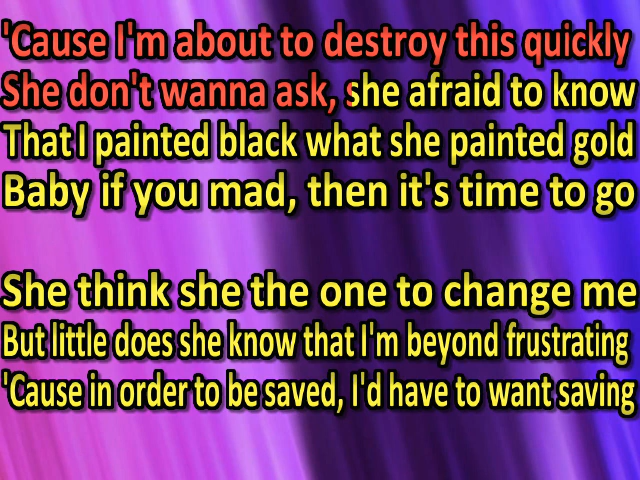 'Cause I'm about to destroy this quickly
She don't wanna ask, she afraid to know
That I painted black what she painted gold
Baby if you mad, then it's time to go
She think she the one to change me
But little does she know that I'm beyond frustrating
'Cause in order to be saved, I'd have to want saving